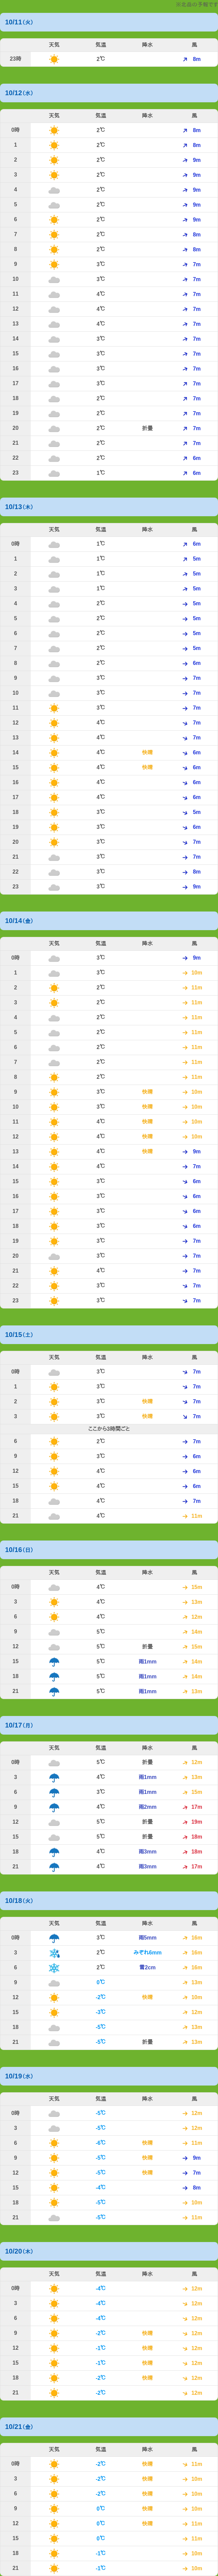 10/11(火)
天気 気温 降水 風
23時 2℃ 8m
10/12(水)
天気 気温 降水 風
0時 2℃ 8m
1 2℃ 8m
2 2℃ 9m
3 2℃ 9m
4 2℃ 9m
5 2℃ 9m
6 2℃ 9m
7 2℃ 8m
8 2℃ 8m
9 3℃ 7m
10 3℃ 7m
11 4℃ 7m
12 4℃ 7m
13 4℃ 7m
14 3℃ 7m
15 3℃ 7m
16 3℃ 7m
17 3℃ 7m
18 2℃ 7m
19 2℃ 7m
20 2℃ 折曇 7m
21 2℃ 7m
22 2℃ 6m
23 1℃ 6m
10/13(木)
天気 気温 降水 風
0時 1℃ 6m
1 1℃ 5m
2 1℃ 5m
3 1℃ 5m
4 2℃ 5m
5 2℃ 5m
6 2℃ 5m
7 2℃ 5m
8 2℃ 6m
9 3℃ 7m
10 3℃ 7m
11 3℃ 7m
12 4℃ 7m
13 4℃ 7m
14 4℃ 快晴 6m
15 4℃ 快晴 6m
16 4℃ 6m
17 4℃ 6m
18 3℃ 5m
19 3℃ 6m
20 3℃ 7m
21 3℃ 7m
22 3℃ 8m
23 3℃ 9m
10/14(金)
天気 気温 降水 風
0時 3℃ 9m
1 3℃ 10m
2 2℃ 11m
3 2℃ 11m
4 2℃ 11m
5 2℃ 11m
6 2℃ 11m
7 2℃ 11m
8 2℃ 11m
9 3℃ 快晴 10m
10 3℃ 快晴 10m
11 4℃ 快晴 10m
12 4℃ 快晴 10m
13 4℃ 快晴 9m
14 4℃ 7m
15 3℃ 6m
16 3℃ 6m
17 3℃ 6m
18 3℃ 6m
19 3℃ 7m
20 3℃ 7m
21 4℃ 7m
22 3℃ 7m
23 3℃ 7m
10/15(土)
天気 気温 降水 風
0時 3℃ 7m
1 3℃ 7m
2 3℃ 快晴 7m
3 3℃ 快晴 7m
ここから3時間ごと
6 2℃ 7m
9 3℃ 6m
12 4℃ 6m
15 4℃ 6m
18 4℃ 7m
21 4℃ 11m
10/16(日)
天気 気温 降水 風
0時 4℃
3 4℃
6 4℃ 12m
9 5℃ 14m
12 5℃ 折曇 15m
15 5℃ 雨1mm 14m
18 5℃ 雨1mm
21 5℃ 雨1mm 13m
10/17(月)
天気 気温 降水 風
0時 5℃ 折曇 12m
3 4℃ 雨1mm 13m
6 3℃ 雨1mm 15m
9 4℃ 雨2mm 17m
12 5℃ 折曇 19m
15 5℃ 折曇 18m
18 4℃ 雨3mm 18m
21 4℃ 雨3mm 17m
10/18(火)
天気 気温 降水 風
0時 3℃ 雨5mm 16m
3 2℃ みぞれ6mm 16m
6 2℃ 雪2cm 16m
9 0℃ 13m
12 -2℃ 快晴 10m
15 -3℃ 12m
18 -5℃ 13m
21 -5℃ 折曇 13m
10/19(水)
天気 気温 降水 風
0時 -5℃ 12m
3 -5℃ 12m
6 -6℃ 快晴 11m
9 -5℃ 快晴 9m
12 -5℃ 快晴 7m
15 -4℃ 8m
18 -5℃ 10m
21 -5℃ 11m
10/20(木)
天気 気温 降水 風
0時 -4℃ 12m
3 -4℃ 12m
6 -4℃ 12m
9 -2℃ 快晴 12m
12 -1℃ 快晴 12m
15 -1℃ 快晴 12m
18 -2℃ 快晴 12m
21 -2℃ 12m
10/21(金)
天気 気温 降水 風
0時 -2℃ 快晴 11m
3 -2℃ 快晴 10m
6 -2℃ 快晴 10m
9 0℃ 快晴 10m
12 0℃ 快晴 11m
15 0℃ 11m
18 -1℃ 10m
21 -1℃ 10m